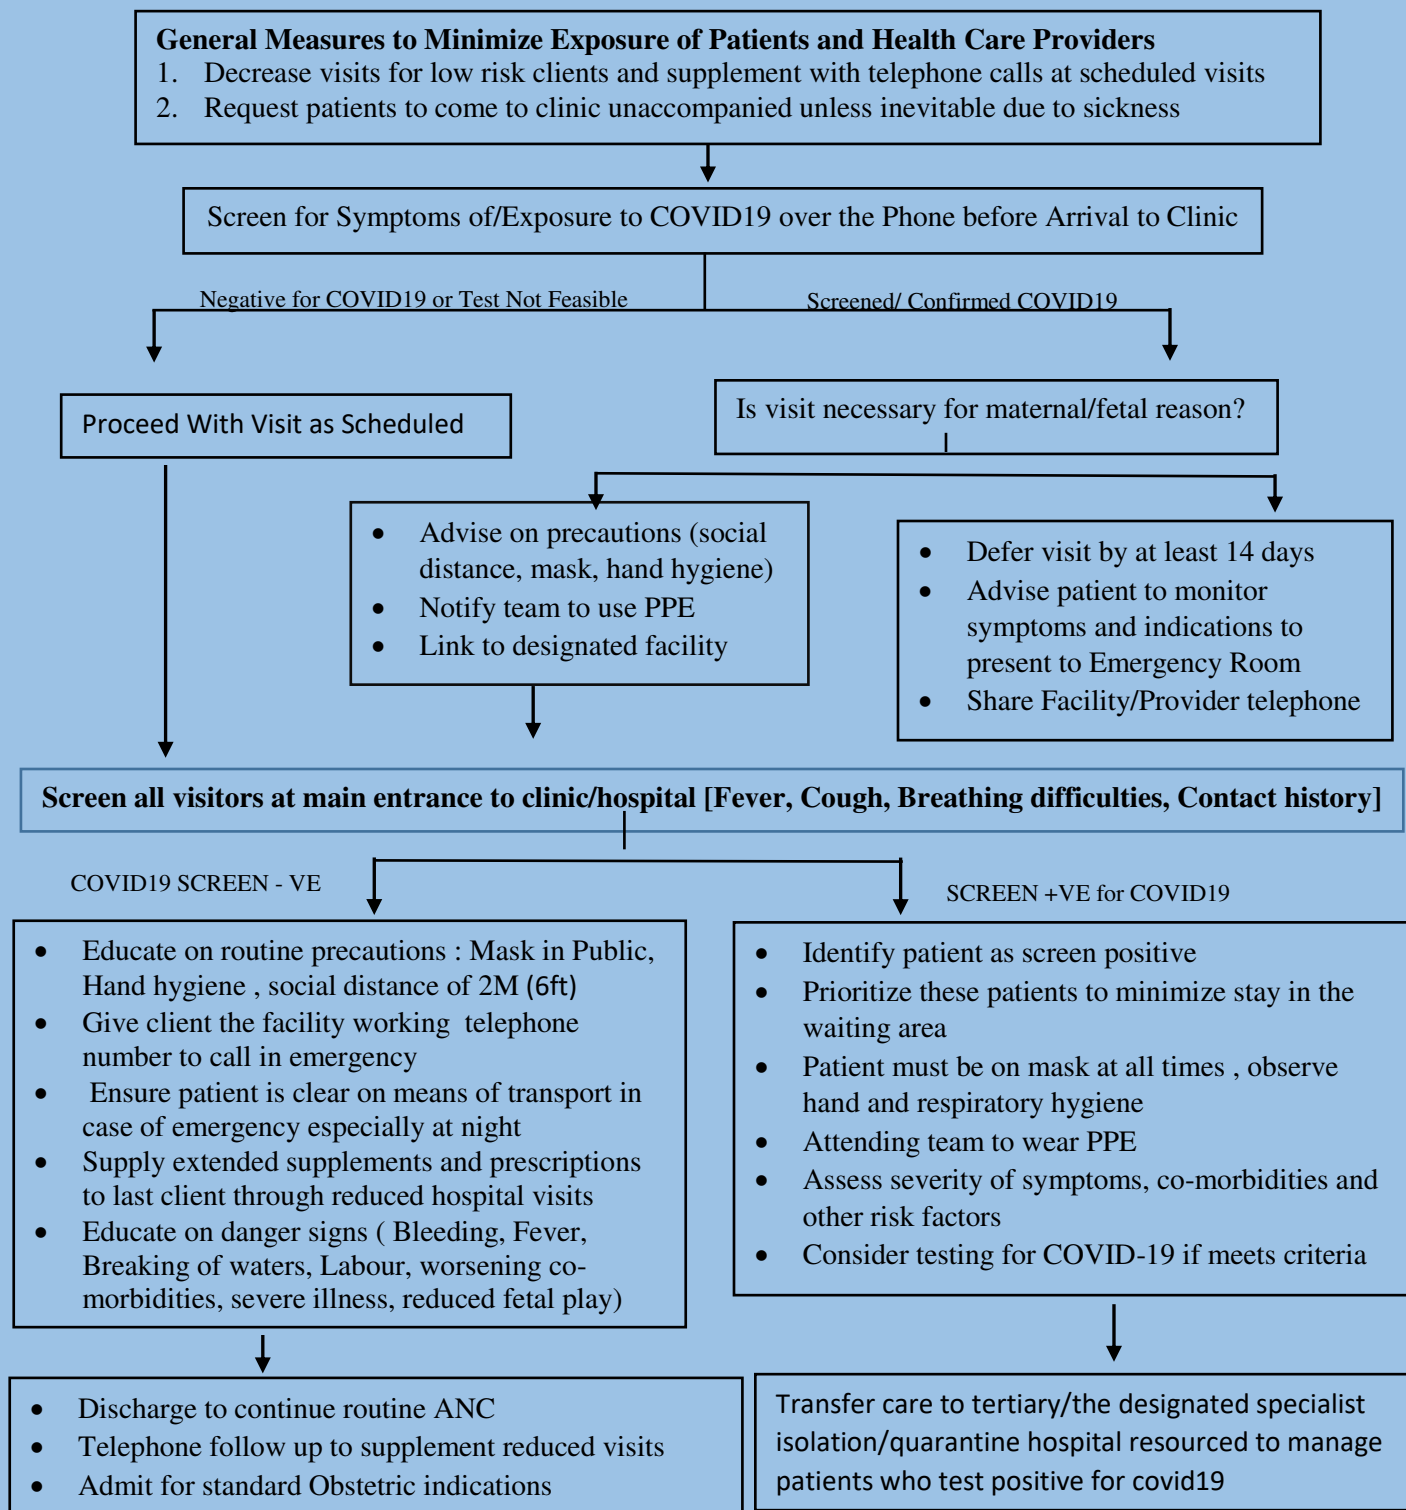 General Measures to Minimize Exposure of Patients and Health Care Providers
1. Decrease visits for low risk clients and supplement with telephone calls at scheduled visits
2. Request patients to come to clinic unaccompanied unless inevitable due to sickness
Screen for Symptoms of/Exposure to COVID19 over the Phone before Arrival to Clinic
Negative for COVID19 or Test Not Feasible
Screened/ Confirmed COVID19
Proceed With Visit as Scheduled
Is visit necessary for maternal/fetal reason?
• Advise on precautions (social
distance, mask, hand hygiene)
• Notify team to use PPE
• Link to designated facility
• Defer visit by at least 14 days
• Advise patient to monitor
symptoms and indications to
present to Emergency Room
• Share Facility/Provider telephone
Screen all visitors at main entrance to clinic/hospital [Fever, Cough, Breathing difficulties, Contact history]
COVID19 SCREEN - VE
SCREEN +VE for COVID19
• Educate on routine precautions : Mask in Public,
Hand hygiene , social distance of 2M (6ft)
• Give client the facility working telephone
number to call in emergency
• Ensure patient is clear on means of transport in
case of emergency especially at night
• Supply extended supplements and prescriptions
to last client through reduced hospital visits
• Educate on danger signs ( Bleeding, Fever,
Breaking of waters, Labour, worsening co-
morbidities, severe illness, reduced fetal play)
• Identify patient as screen positive
• Prioritize these patients to minimize stay in the
waiting area
• Patient must be on mask at all times , observe
hand and respiratory hygiene
• Attending team to wear PPE
• Assess severity of symptoms, co-morbidities and
other risk factors
• Consider testing for COVID-19 if meets criteria
• Discharge to continue routine ANC
• Telephone follow up to supplement reduced visits
• Admit for standard Obstetric indications
Transfer care to tertiary/the designated specialist
isolation/quarantine hospital resourced to manage
patients who test positive for covid19